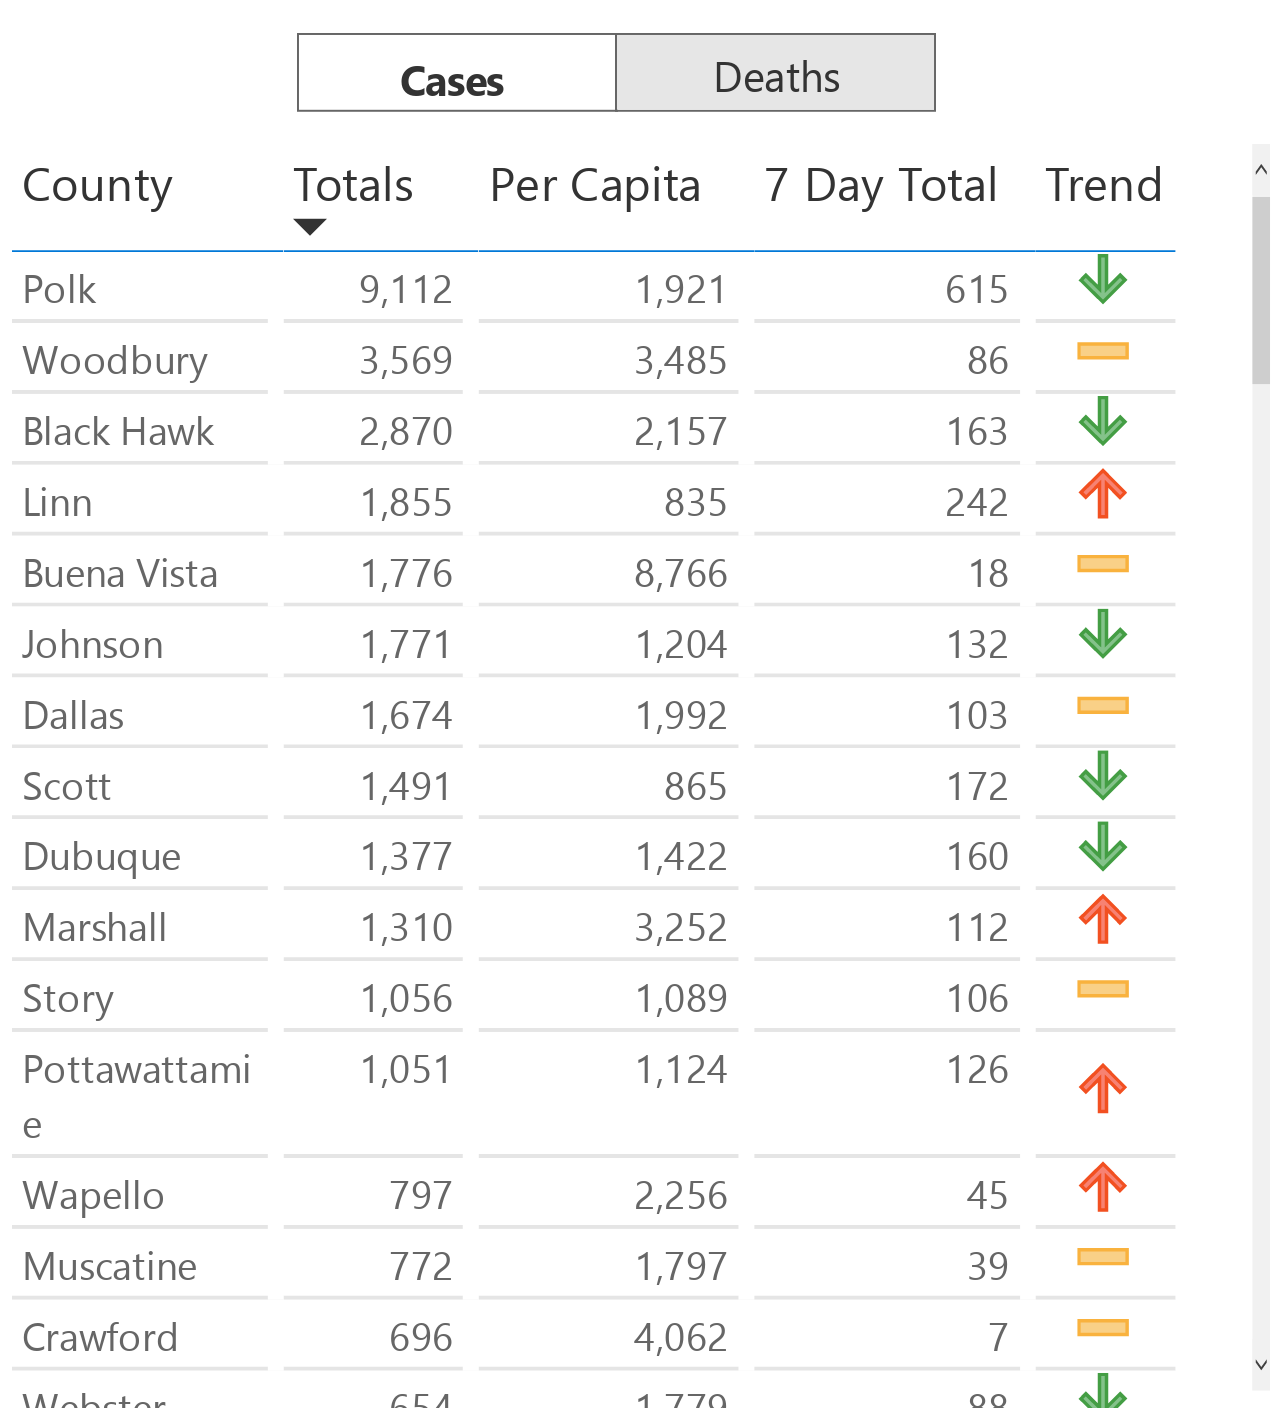 Cases Deaths
County Totals Per Capita 7 Day Total Trend
Polk 9,112 1,921 615
Woodbury 3,569 3,485 86
Black Hawk 2,870 2,157 163
Linn 1,855 835 242
Buena Vista 1,776 8,766 18
Johnson 1,771 1,204 132
Dallas 1,674 1,992 103
Scott 1,491 865 172
Dubuque 1,377 1,422 160
Marshall 1,310 3,252 112
Story 1,056 1,089 106
Pottawattami 1,051 1,124 126
e
Wapello 797 2,256 45
Muscatine 772 1,797 39
Crawford 696 4,062 7
Webster 654 1,779 88